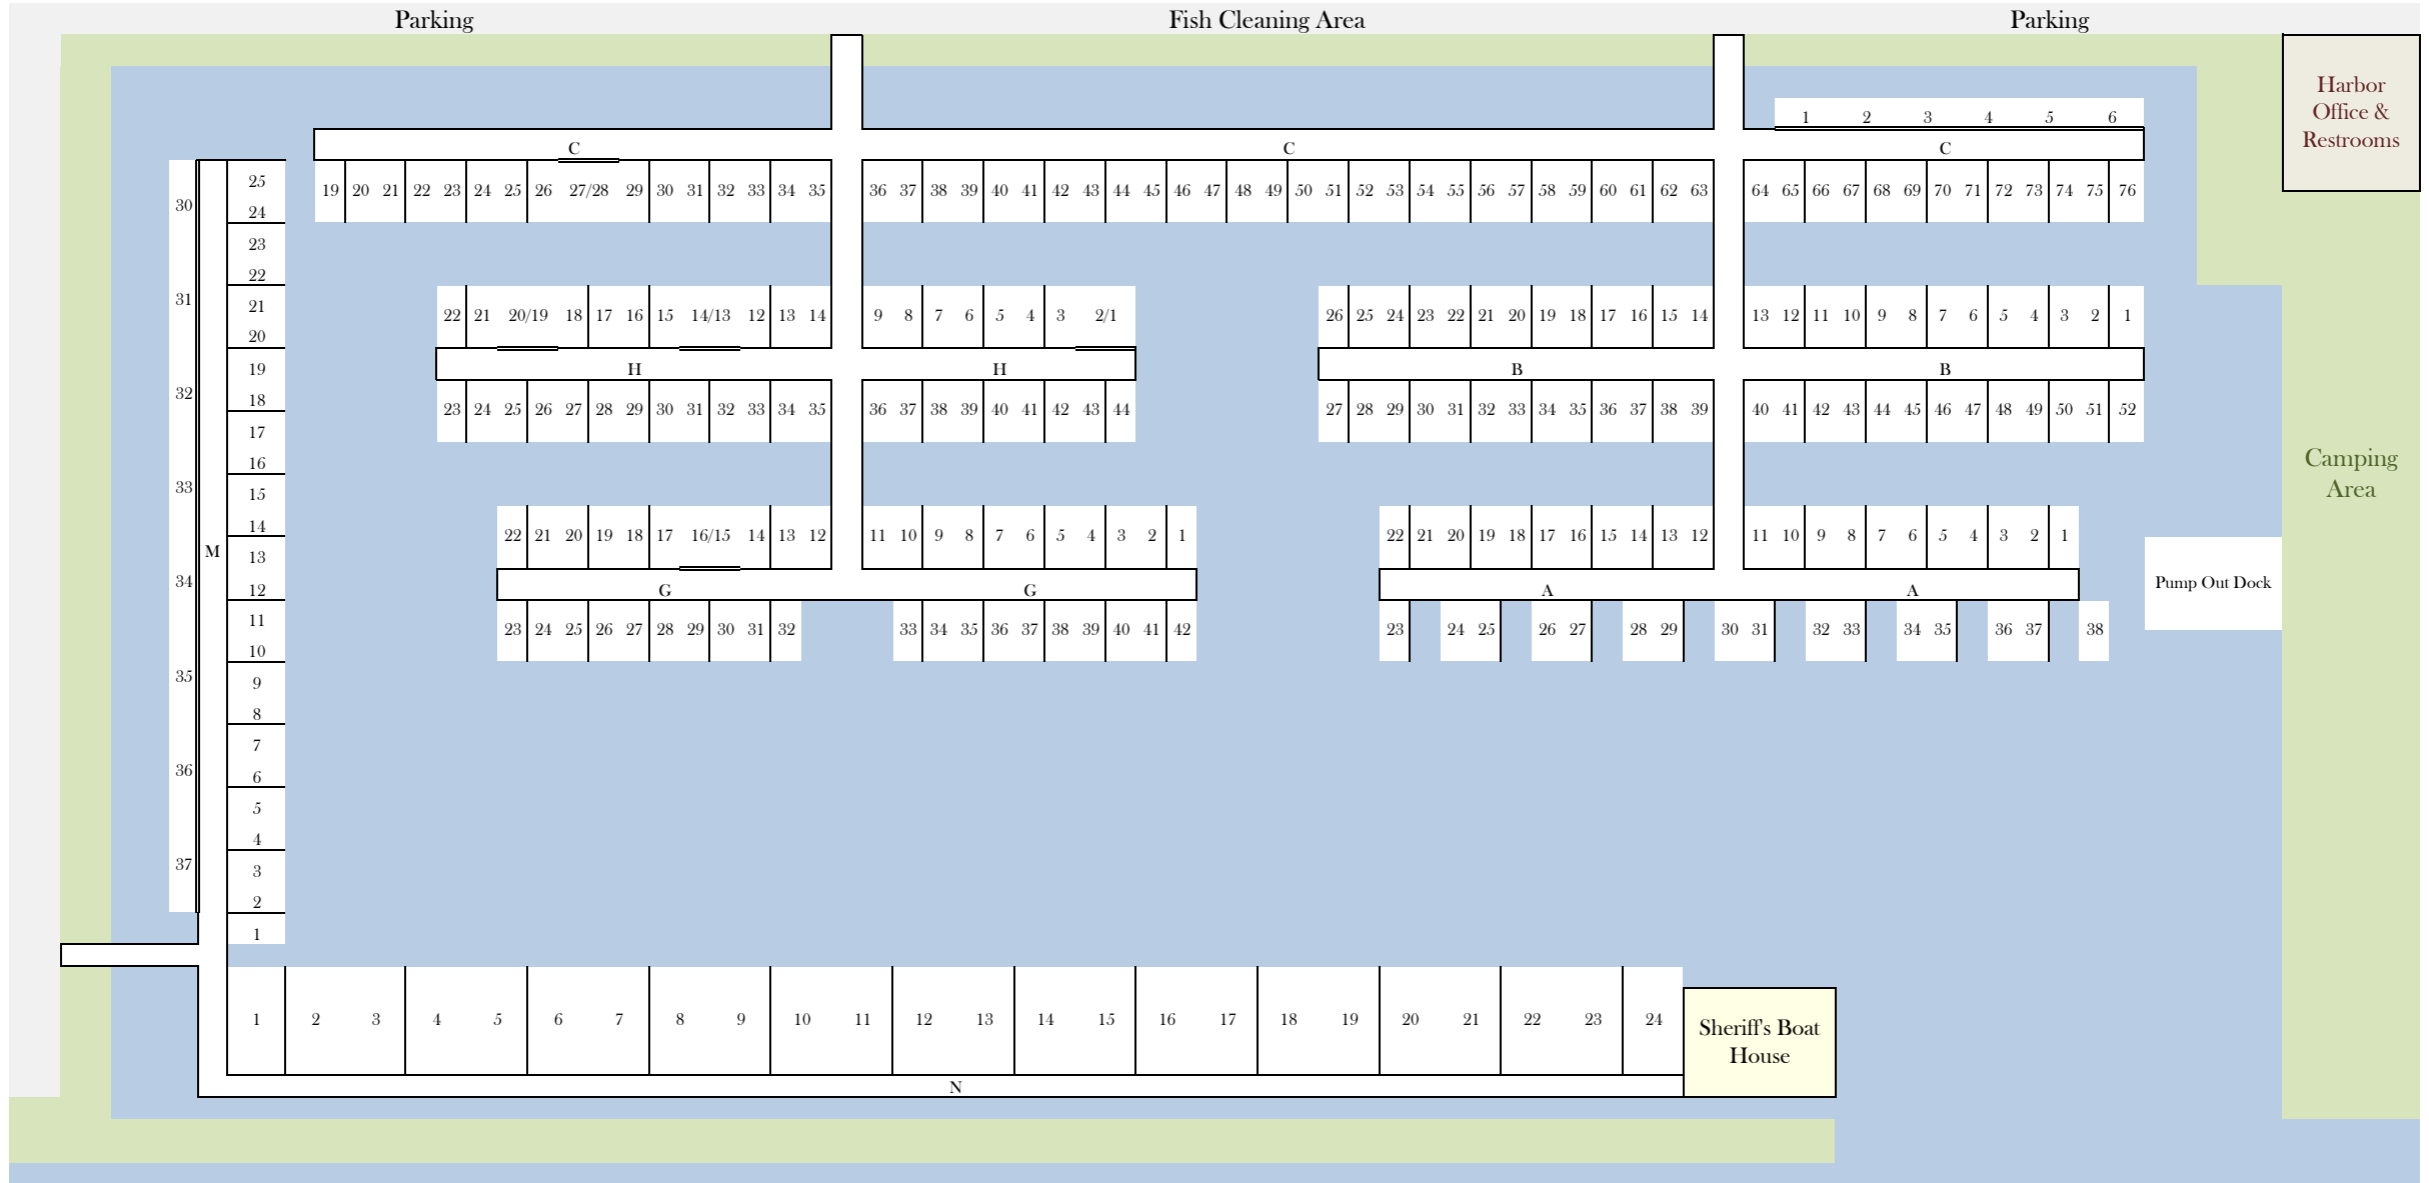 Parking Fish Cleaning Area Parking
Harbor
Office &
Restrooms
1 2 3 4 5 6
C C C
19 20 21 22 23 24 25 26 27/28 29 30 31 32 33 34 35 36 37 38 39 40 41 42 43 44 45 46 47 48 49 50 51 52 53 54 55 56 57 58 59 60 61 62 63 64 65 66 67 68 69 70 71 72 73 74 75 76
22 21 20/19 18 17 16 15 14/13 12 13 14 9 8 7 6 5 4 3 2/1 26 25 24 23 22 21 20 19 18 17 16 15 14 13 12 11 10 9 8 7 6 5 4 3 2 1
H H B B
23 24 25 26 27 28 29 30 31 32 33 34 35 36 37 38 39 40 41 42 43 44 27 28 29 30 31 32 33 34 35 36 37 38 39 40 41 42 43 44 45 46 47 48 49 50 51 52
Camping
Area
22 21 20 19 18 17 16/15 14 13 12 11 10 9 8 7 6 5 4 3 2 1 22 21 20 19 18 17 16 15 14 13 12 11 10 9 8 7 6 5 4 3 2 1
G G A A
Pump Out Dock
23 24 25 26 27 28 29 30 31 32 33 34 35 36 37 38 39 40 41 42 23 24 25 26 27 28 29 30 31 32 33 34 35 36 37 38
30
31
32
33
34
35
36
37
M
25
24
23
22
21
20
19
18
17
16
15
14
13
12
11
10
9
8
7
6
5
4
3
2
1
1 2 3 4 5 6 7 8 9 10 11 12 13 14 15 16 17 18 19 20 21 22 23 24
Sheriff's Boat
House
N